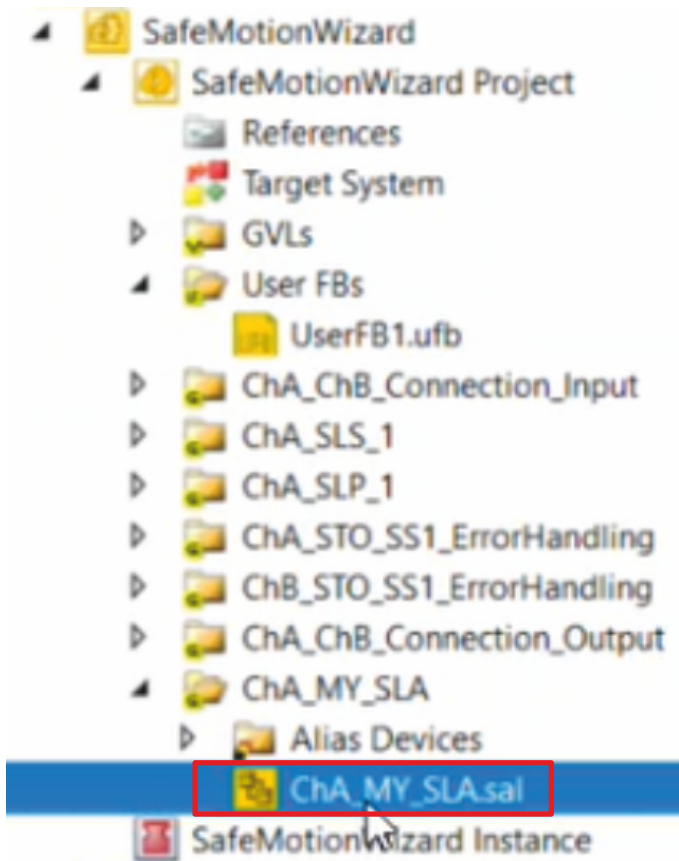 SafeMotionWizard
SafeMotionWizard Project
References
Target System
GVLs
User FBs
UserFB1.ufb
ChA_ChB_Connection_Input
ChA_SLS_1
ChA_SLP_1
ChA_STO_SS1_ErrorHandling
ChB_STO_SS1_ErrorHandling
ChA_ChB_Connection_Output
ChA_MY_SLA
Alias Devices
ChA_MY_SLA.sal
SafeMotionWizard Instance